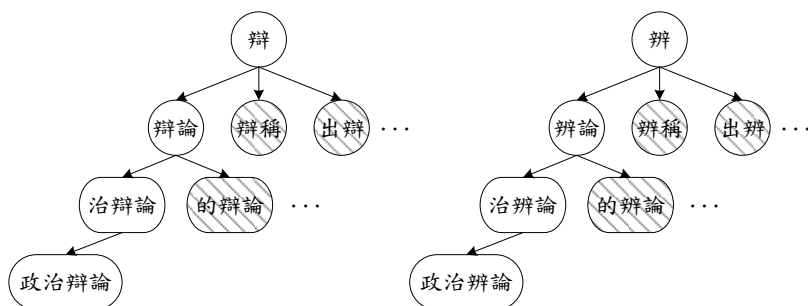 辯 辨
辯論 辯稱 出辯 ... 辨論 辨稱 出辨 ...
治辯論 的辯論 ... 治辨論 的辨論 ...
政治辯論 政治辨論